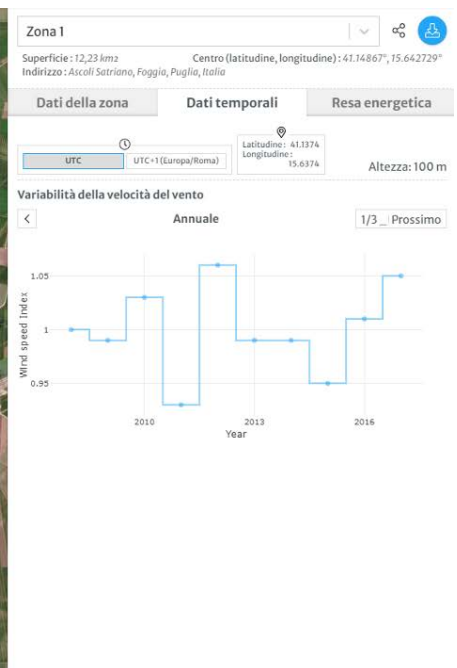 Zona 1
Superficie : 12,23 km2 Centro (latitudine, longitudine) : 41.14867°, 15.642729°
Indirizzo : Ascoli Satriano, Foggia, Puglia, Italia
Dati della zona Dati temporali Resa energetica
UTC UTC+1 (Europa/Roma)
Latitudine : 41.1374
Longitudine :
15.6374
Altezza: 100 m
Variabilità della velocità del vento
< Annuale 1/3 _ Prossimo
1.05
1
0.95
Wind speed Index
2010 2013 2016
Year